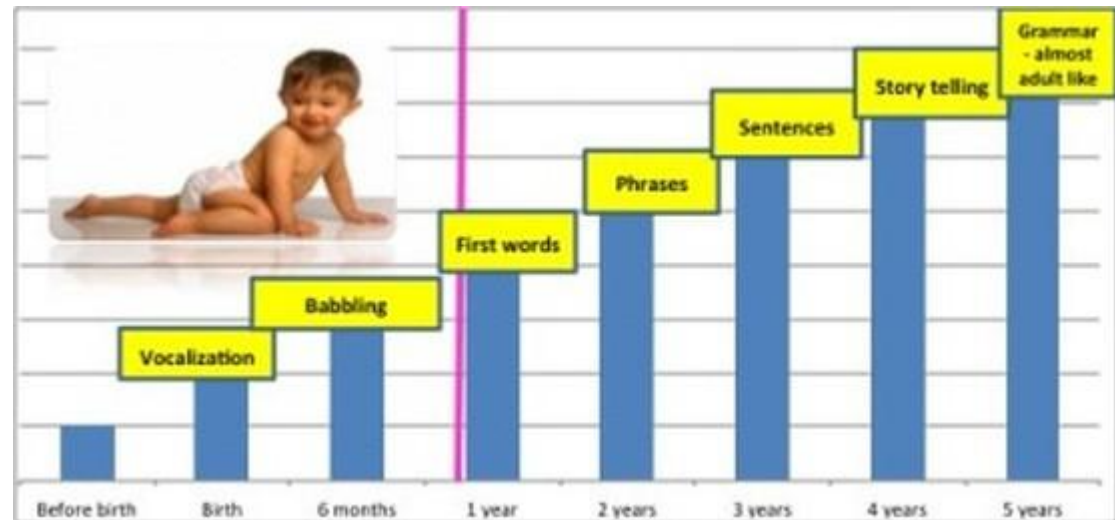 Grammar
- almost
adult like
Story telling
Sentences
Phrases
First words
Babbling
Vocalization
Before birth Birth 6 months 1 year 2 years 3 years 4 years 5 years